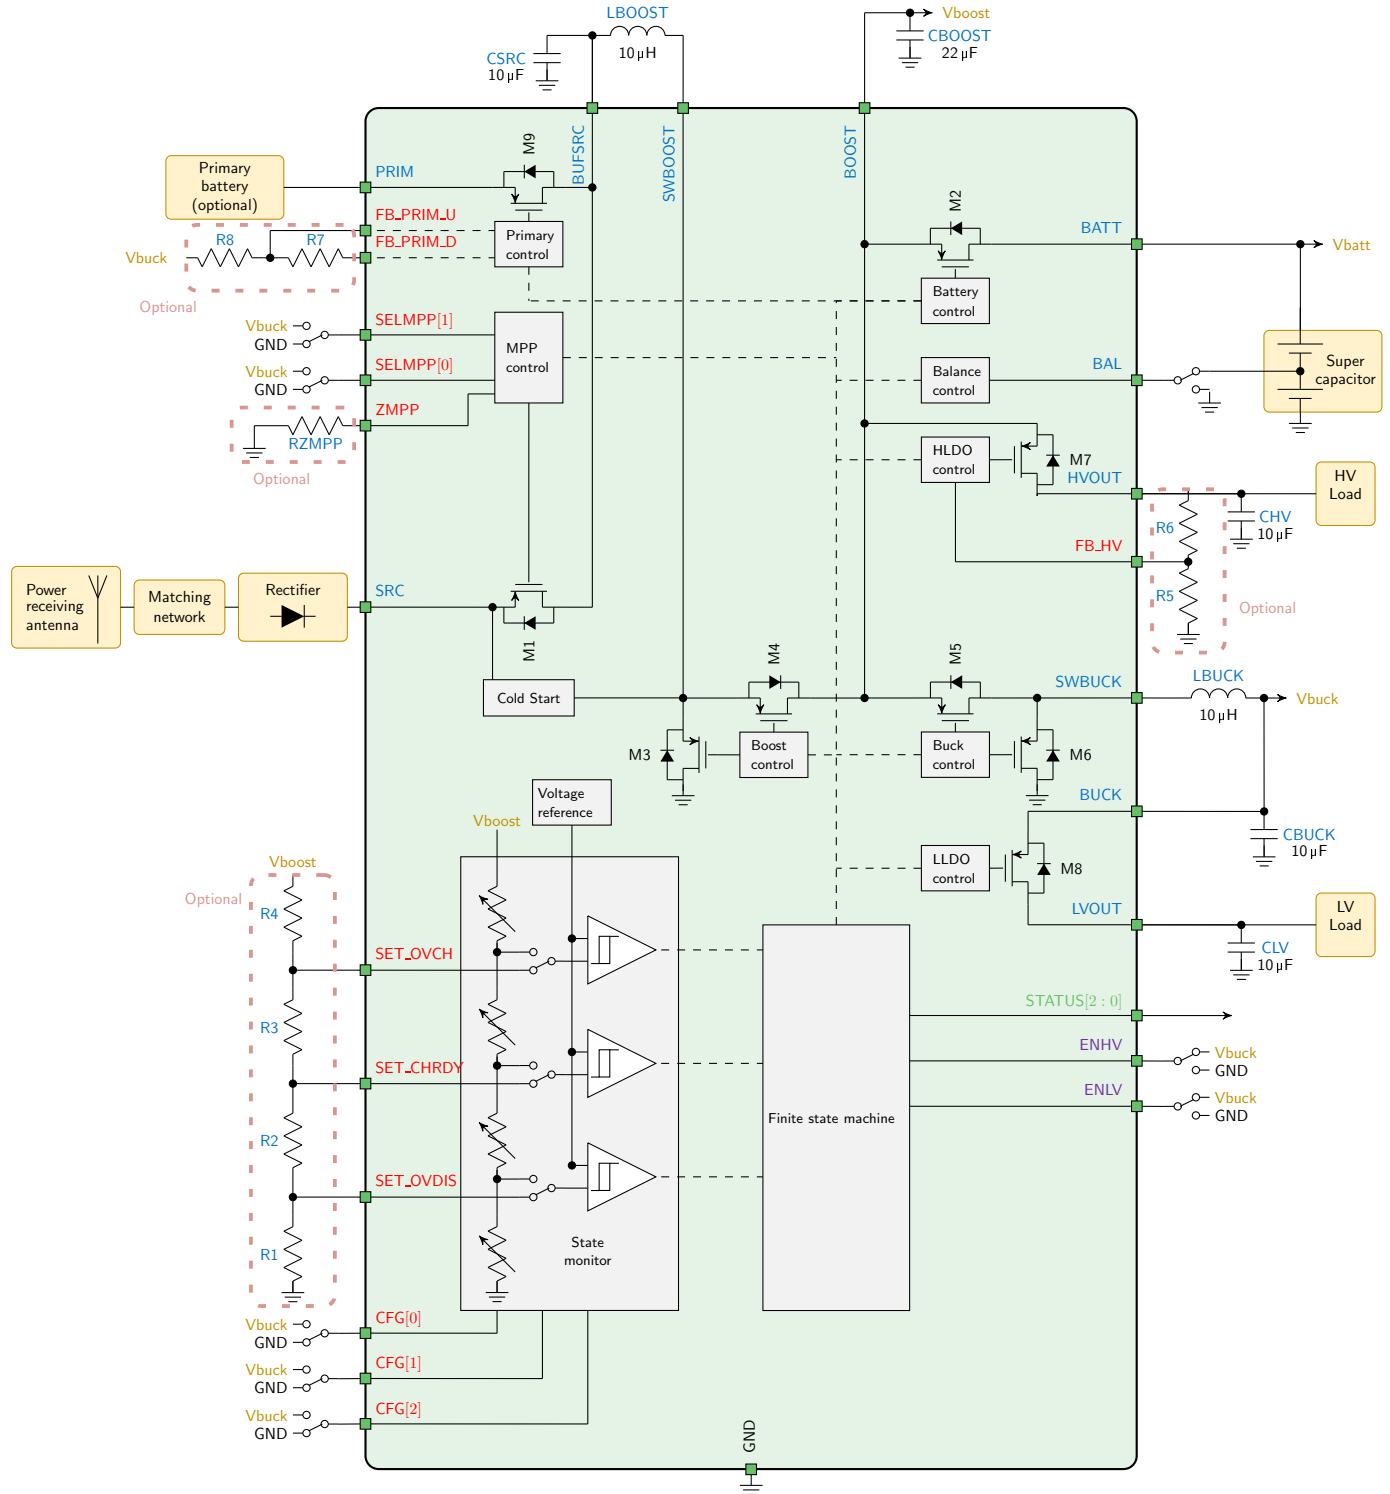 LBOOST
10 µH
CSRC
10 µF
Vboost
CBOOST
22 µF
BUFSRC
SWBOOST
BOOST
Primary
battery
(optional)
PRIM
M9
FB_PRIM_U
FB_PRIM_D
R8
R7
Vbuck
Optional
Primary
control
M2
BATT
Vbatt
Battery
control
Vbuck
GND
SELMPP[1]
MPP
control
Vbuck
GND
SELMPP[0]
ZMPP
RZMPP
Optional
Balance
control
BAL
Super
capacitor
HLDO
control
M7
HVOUT
HV
Load
CHV
10 µF
R6
FB_HV
R5
Optional
Power
receiving
antenna
Matching
network
Rectifier
SRC
M1
Cold Start
M4
M5
SWBUCK
LBUCK
10 µH
Vbuck
M3
Boost
control
Buck
control
M6
BUCK
CBUCK
10 µF
Voltage
reference
Vboost
LLDO
control
M8
LVOUT
LV
Load
CLV
10 µF
Vboost
Optional
R4
SET_OVCH
R3
SET_CHRDY
R2
SET_OVDIS
R1
State
monitor
Finite state machine
STATUS[2 : 0]
ENHV
Vbuck
GND
ENLV
Vbuck
GND
CFG[0]
Vbuck
GND
CFG[1]
Vbuck
GND
CFG[2]
Vbuck
GND
GND